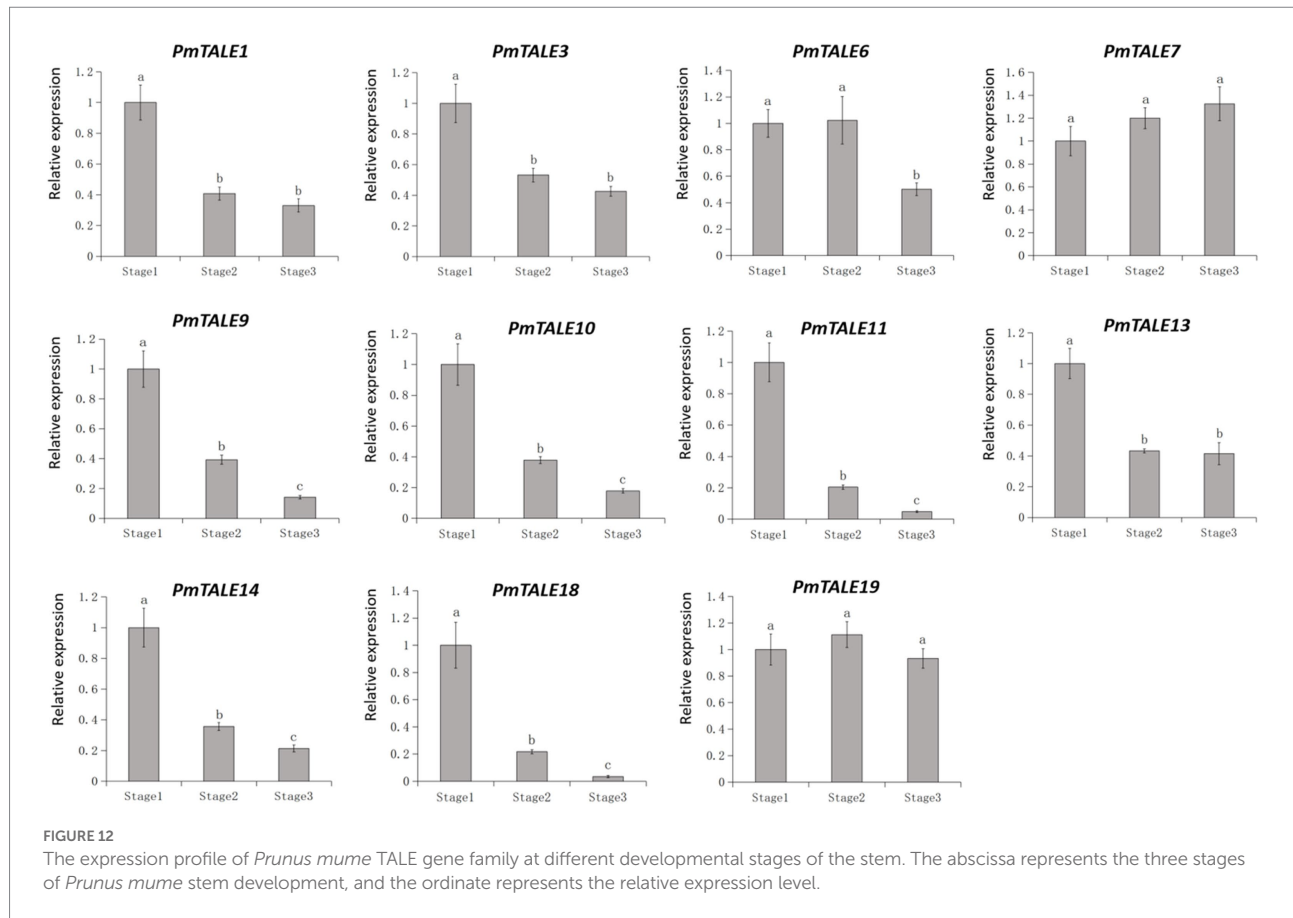 PmTALE1
Relative expression
1.2
1
0.8
0.6
0.4
0.2
0
a
b
b
Stage1 Stage2 Stage3
PmTALE3
Relative expression
1.2
1
0.8
0.6
0.4
0.2
0
a
b
b
Stage1 Stage2 Stage3
PmTALE6
Relative expression
1.4
1.2
1
0.8
0.6
0.4
0.2
0
a
a
b
Stage1 Stage2 Stage3
PmTALE7
Relative expression
1.6
1.4
1.2
1
0.8
0.6
0.4
0.2
0
a
a
a
Stage1 Stage2 Stage3
PmTALE9
Relative expression
1.2
1
0.8
0.6
0.4
0.2
0
a
b
c
Stage1 Stage2 Stage3
PmTALE10
Relative expression
1.2
1
0.8
0.6
0.4
0.2
0
a
b
c
Stage1 Stage2 Stage3
PmTALE11
Relative expression
1.2
1
0.8
0.6
0.4
0.2
0
a
b
c
Stage1 Stage2 Stage3
PmTALE13
Relative expression
1.2
1
0.8
0.6
0.4
0.2
0
a
b
b
Stage1 Stage2 Stage3
PmTALE14
Relative expression
1.2
1
0.8
0.6
0.4
0.2
0
a
b
c
Stage1 Stage2 Stage3
PmTALE18
Relative expression
1.4
1.2
1
0.8
0.6
0.4
0.2
0
a
b
c
Stage1 Stage2 Stage3
PmTALE19
Relative expression
1.4
1.2
1
0.8
0.6
0.4
0.2
0
a
a
a
Stage1 Stage2 Stage3
FIGURE 12
The expression profile of Prunus mume TALE gene family at different developmental stages of the stem. The abscissa represents the three stages
of Prunus mume stem development, and the ordinate represents the relative expression level.